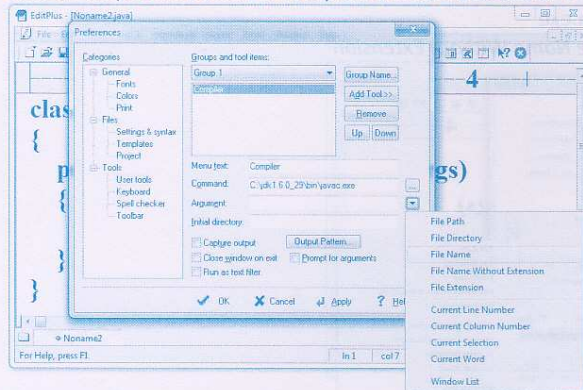 EditPlus - [Noname2.java]
Preferences
File
Categories
General
Fonts
Colors
Print
Files
Settings & syntax
Templates
Project
Tools
User tools
Keyboard
Spell checker
Toolbar
Groups and tool items:
Group 1
Compiler
Group Name...
Add Tool >>
Remove
Up Down
Menu text: Compiler
Command: C:\jdk1.6.0_29\bin\javac.exe
Argument:
Initial directory:
Capture output
Output Pattern...
Close window on exit
Prompt for arguments
Run as text filter
OK Cancel Apply ? Hel
4
clas
{
p gs)
{
}
}
File Path
File Directory
File Name
File Name Without Extension
File Extension
Current Line Number
Current Column Number
Current Selection
Current Word
Window List
Noname2
For Help, press F1 ln 1 col 7